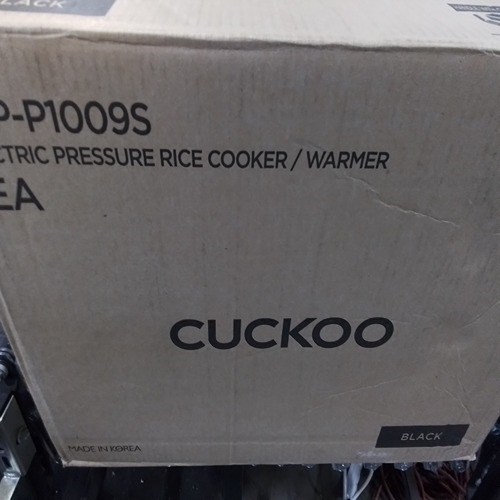 BLACK
P-P1009S
CTRIC PRESSURE RICE COOKER / WARMER
EA
CUCKOO
MADE IN KOREA
BLACK